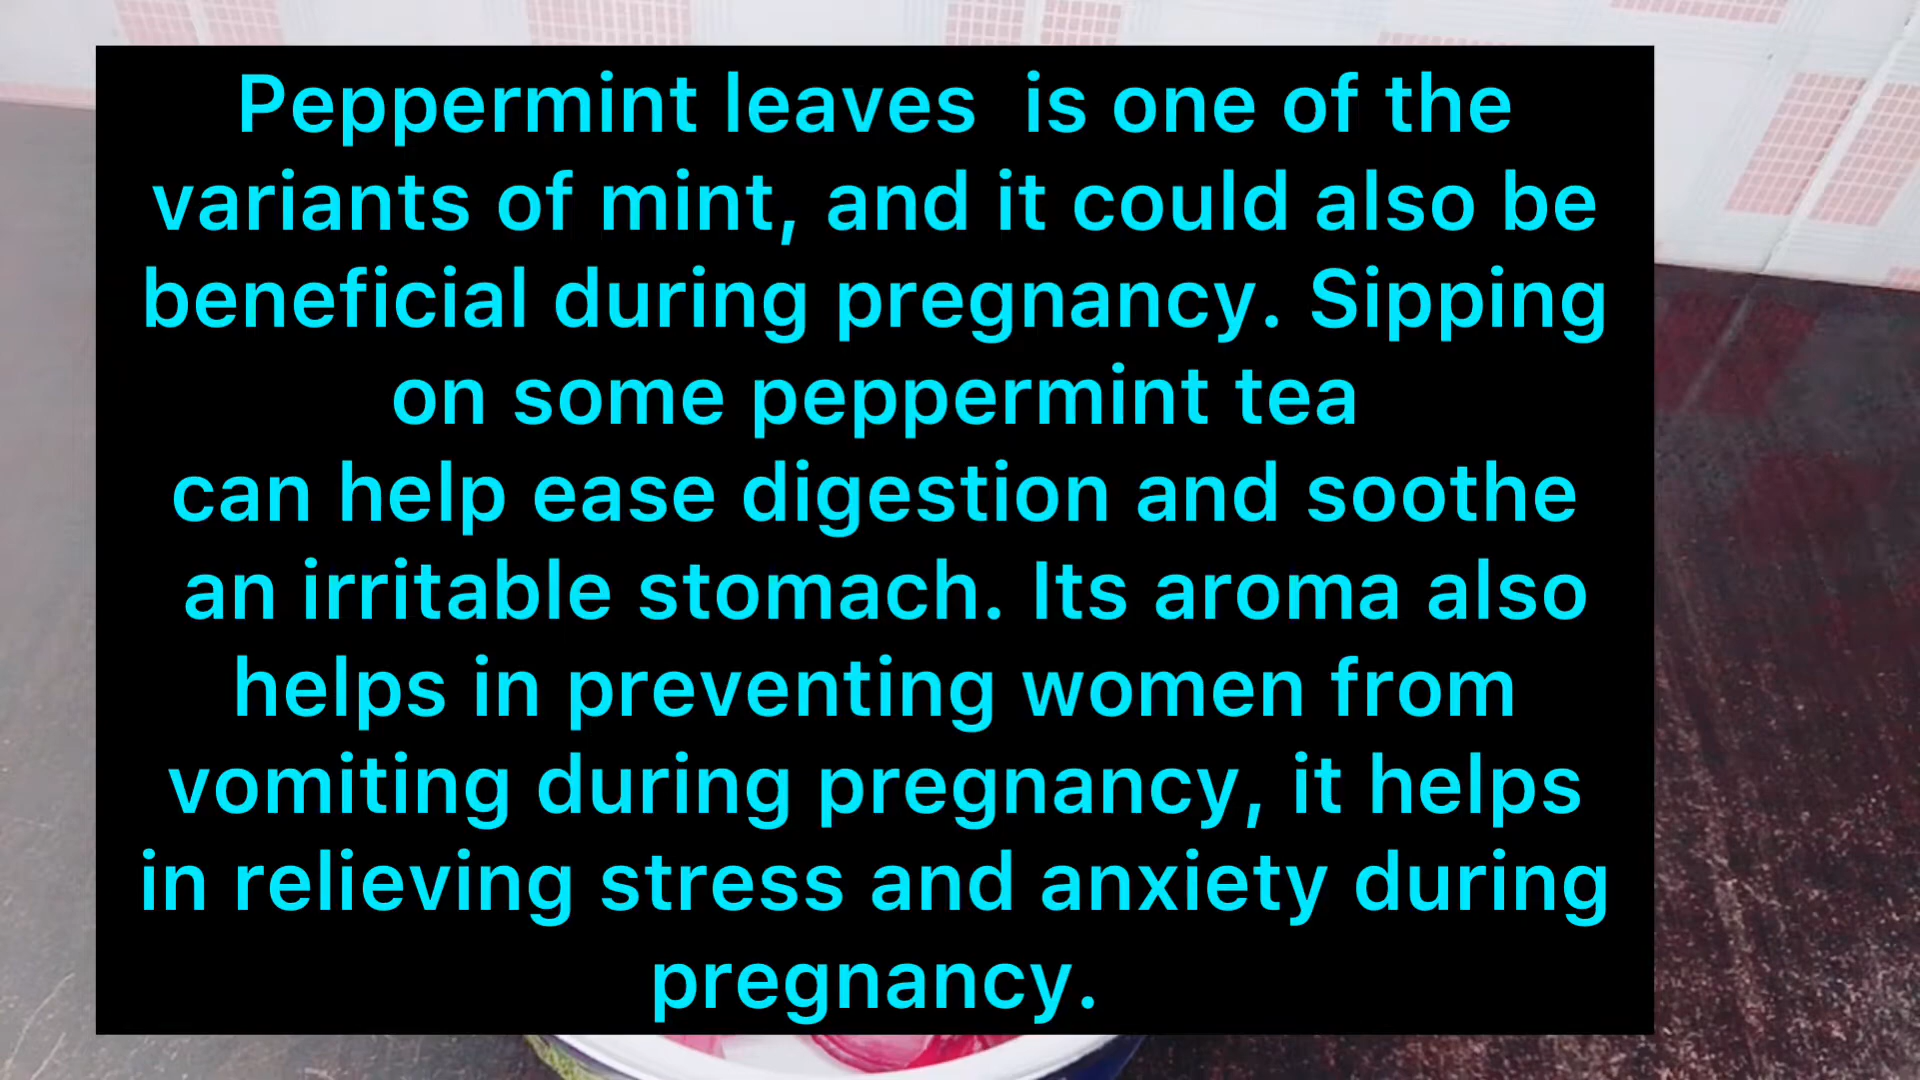 Peppermint leaves  is one of the
variants of mint, and it could also be
beneficial during pregnancy. Sipping
on some peppermint tea
can help ease digestion and soothe
an irritable stomach. Its aroma also
helps in preventing women from
vomiting during pregnancy, it helps
in relieving stress and anxiety during
pregnancy.